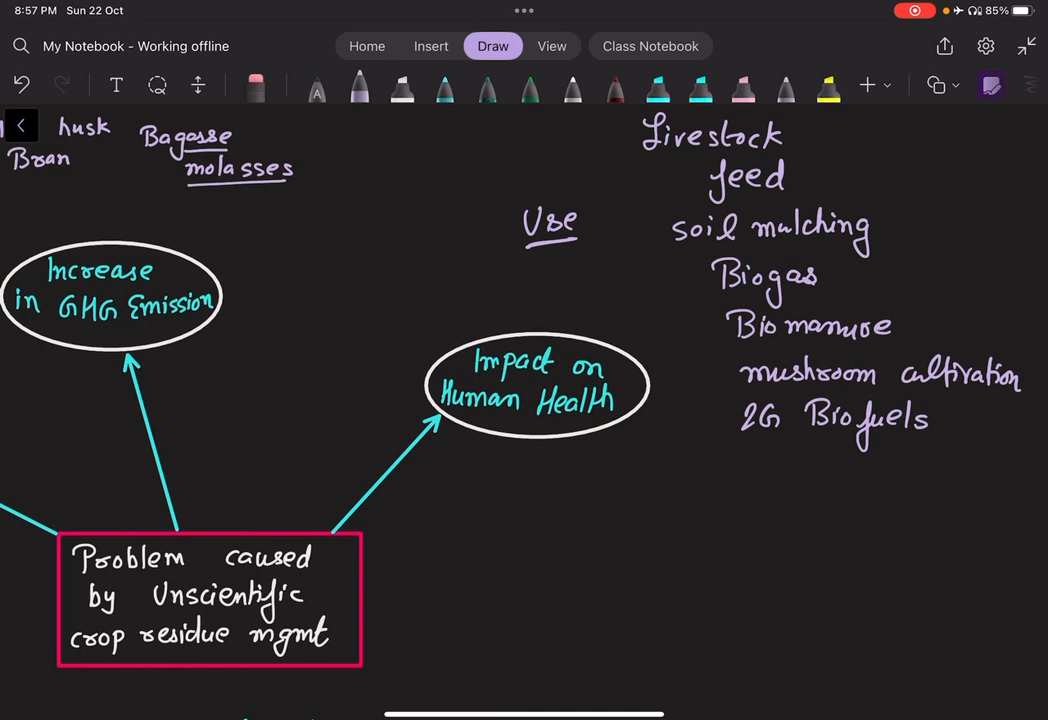 8:57 PM Sun 22 Oct
85%
My Notebook - Working offline
Home Insert Draw View Class Notebook
husk
Bran
Bagasse
molasses
Use
Livestock
feed
soil mulching
Biogas
Bio manure
mushroom cultivation
2G Biofuels
Increase
in GHG Emission
Impact on
Human Health
Problem caused
by Unscientific
crop residue mgmt